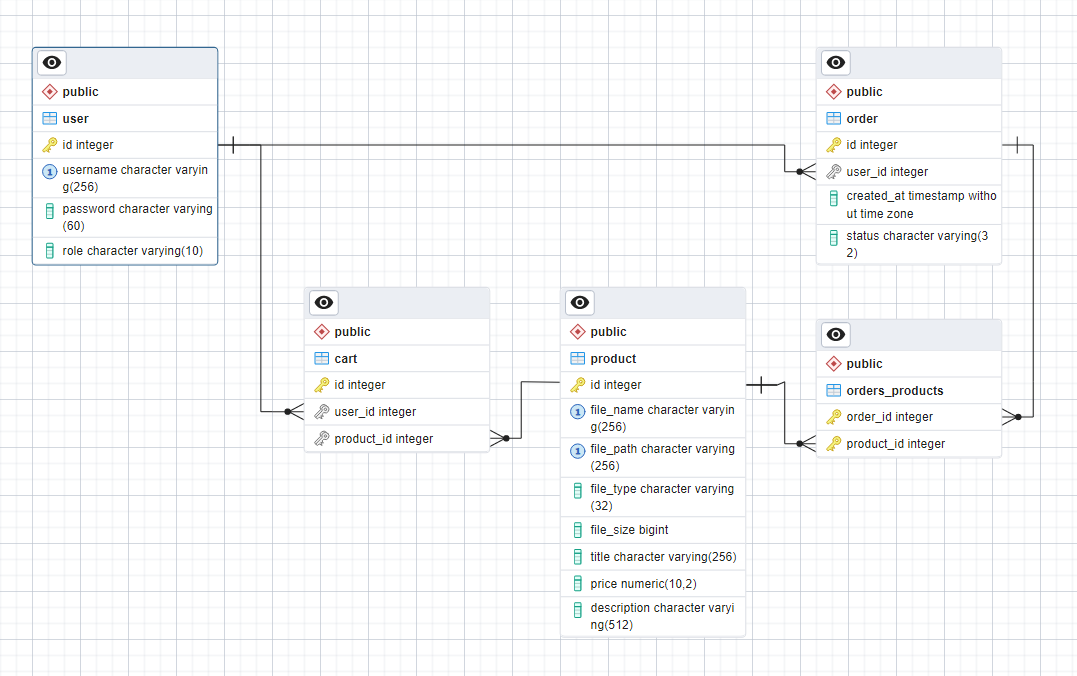 public
user
id integer
username character varyin
g(256)
password character varying
(60)
role character varying(10)
public
order
id integer
user_id integer
created_at timestamp witho
ut time zone
status character varying(3
2)
public
cart
id integer
user_id integer
product_id integer
public
product
id integer
1
file_name character varyin
g(256)
1
file_path character varying
(256)
file_type character varying
(32)
file_size bigint
title character varying(256)
price numeric(10,2)
description character varyi
ng(512)
public
orders_products
order_id integer
product_id integer